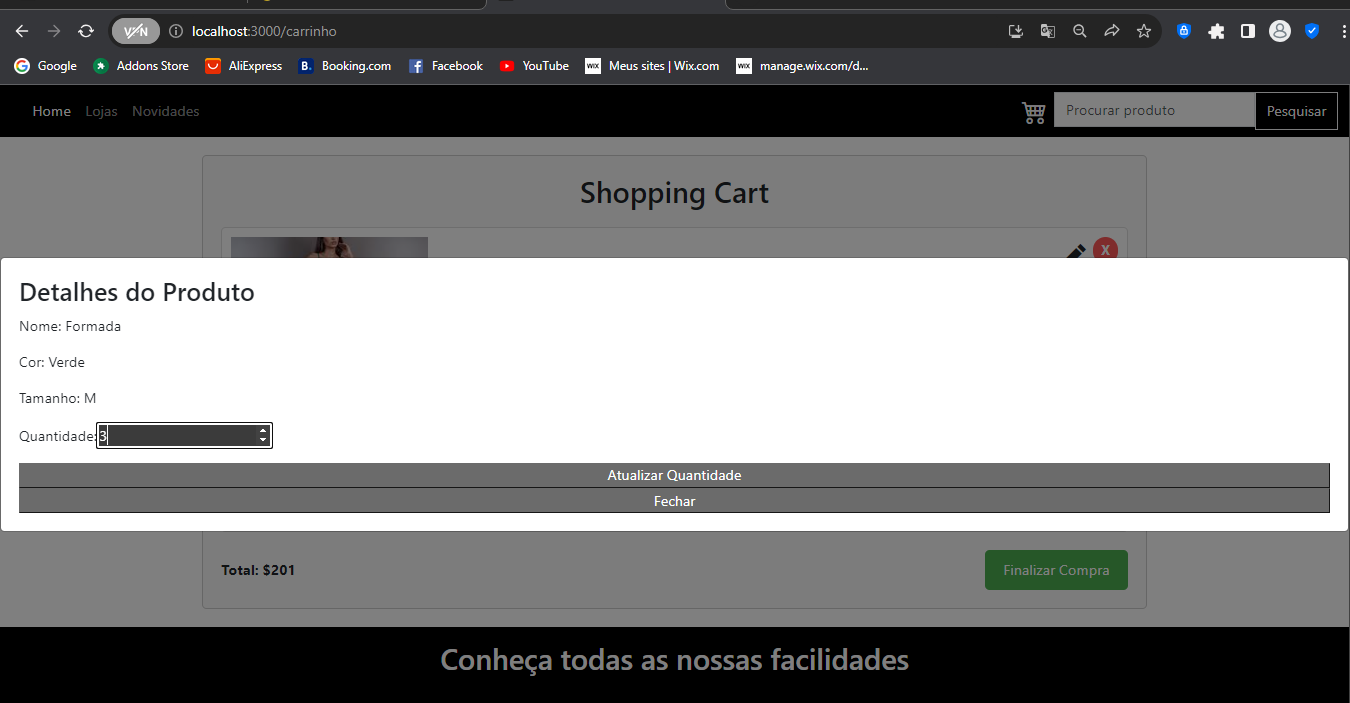 VPN localhost:3000/carrinho
Google Addons Store AliExpress B. Booking.com Facebook YouTube WIX Meus sites | Wix.com WIX manage.wix.com/d...
Home Lojas Novidades Procurar produto Pesquisar
Shopping Cart
X
Detalhes do Produto
Nome: Formada
Cor: Verde
Tamanho: M
Quantidade: 3
Atualizar Quantidade
Fechar
Total: $201 Finalizar Compra
Conheça todas as nossas facilidades